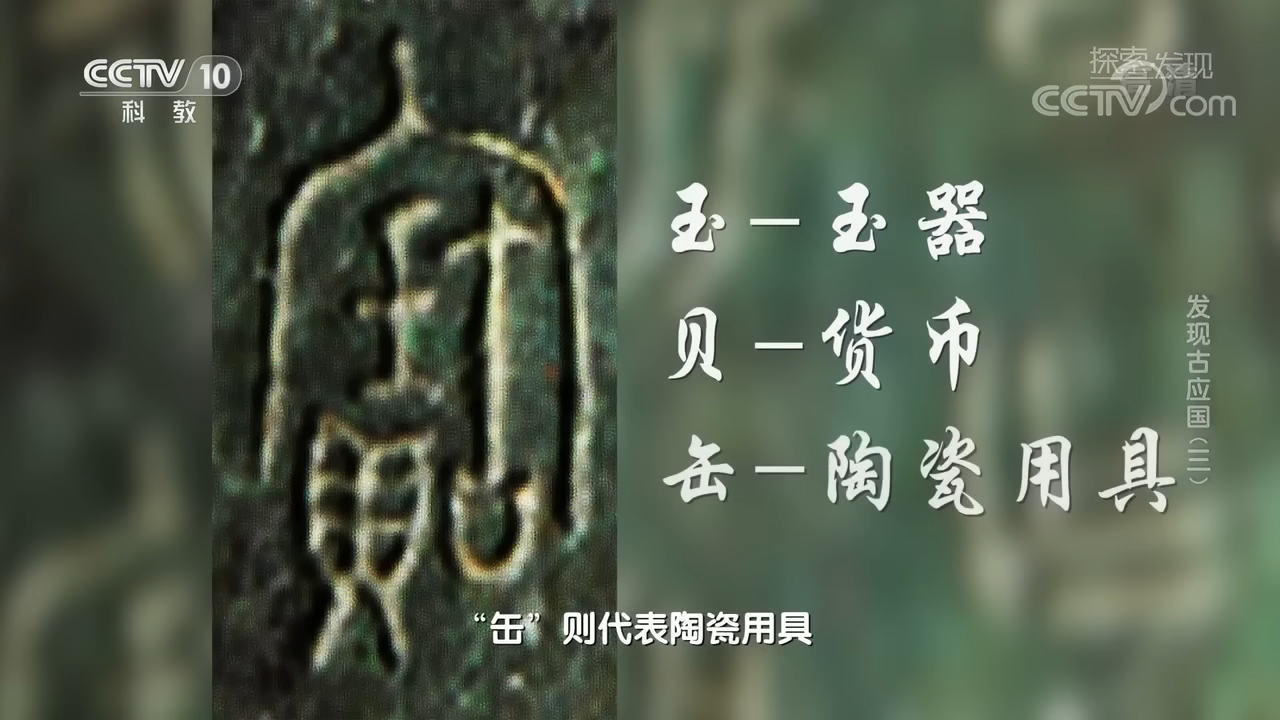 CCTV 10
科教
探索发现
CCTV.com
玉－玉器
贝－货币
缶－陶瓷用具
发现古应国（三）
“缶”则代表陶瓷用具